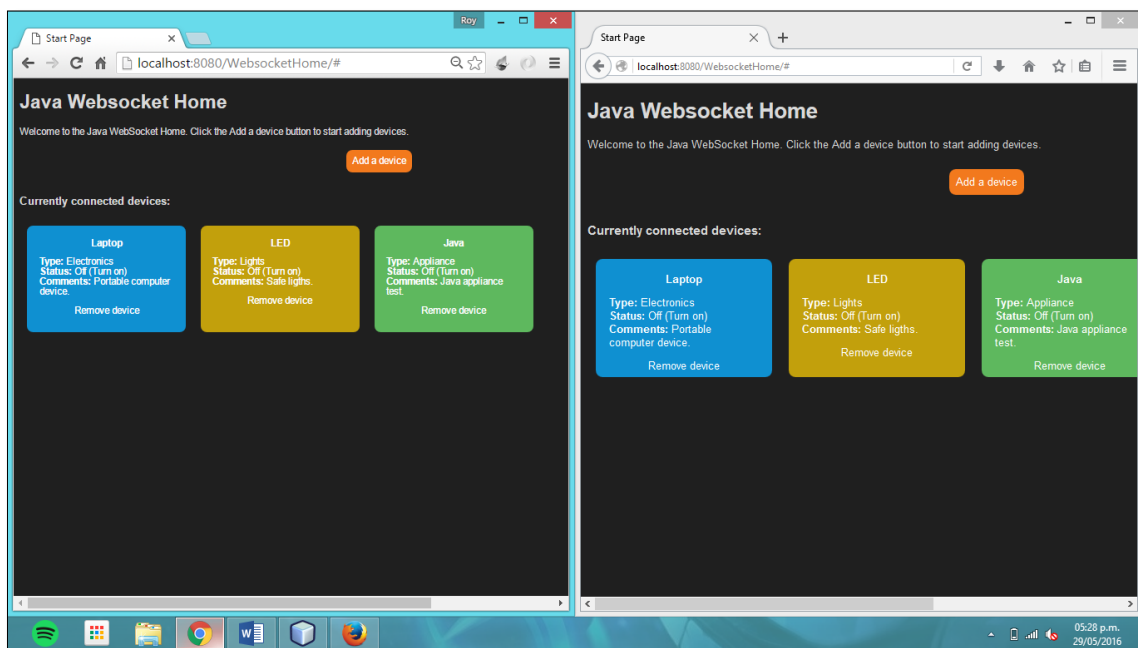 Roy
Start Page
localhost:8080/WebsocketHome/#
Java Websocket Home
Welcome to the Java WebSocket Home. Click the Add a device button to start adding devices.
Add a device
Currently connected devices:
Laptop
Type: Electronics
Status: Off (Turn on)
Comments: Portable computer
device.
Remove device
LED
Type: Lights
Status: Off (Turn on)
Comments: Safe ligths.
Remove device
Java
Type: Appliance
Status: Off (Turn on)
Comments: Java appliance
test.
Remove device
Start Page
localhost:8080/WebsocketHome/#
Java Websocket Home
Welcome to the Java WebSocket Home. Click the Add a device button to start adding devices.
Add a device
Currently connected devices:
Laptop
Type: Electronics
Status: Off (Turn on)
Comments: Portable
computer device.
Remove device
LED
Type: Lights
Status: Off (Turn on)
Comments: Safe ligths.
Remove device
Java
Type: Appliance
Status: Off (Turn on)
Comments: Java appliance
test.
Remove device
05:28 p.m.
29/05/2016